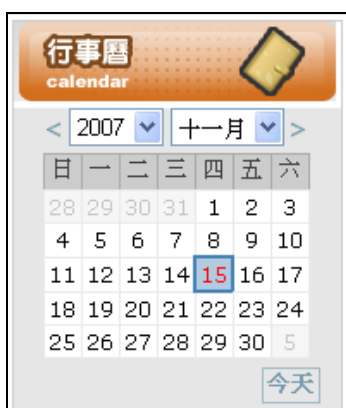 行事曆
calendar
< 2007 十一月 >
日 一 二 三 四 五 六
28 29 30 31 1 2 3
4 5 6 7 8 9 10
11 12 13 14 15 16 17
18 19 20 21 22 23 24
25 26 27 28 29 30 5
今天